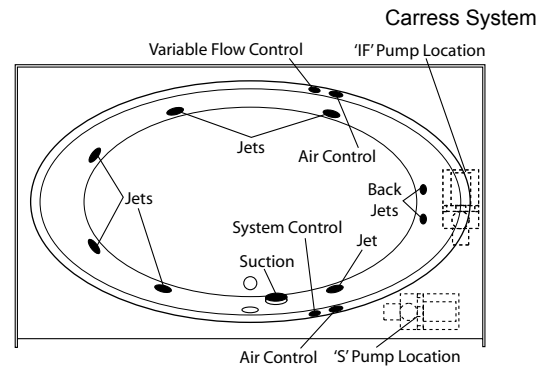 Carress System
Variable Flow Control
'IF' Pump Location
Jets
Air Control
Jets
Back
Jets
System Control
Jet
Suction
Air Control
'S' Pump Location